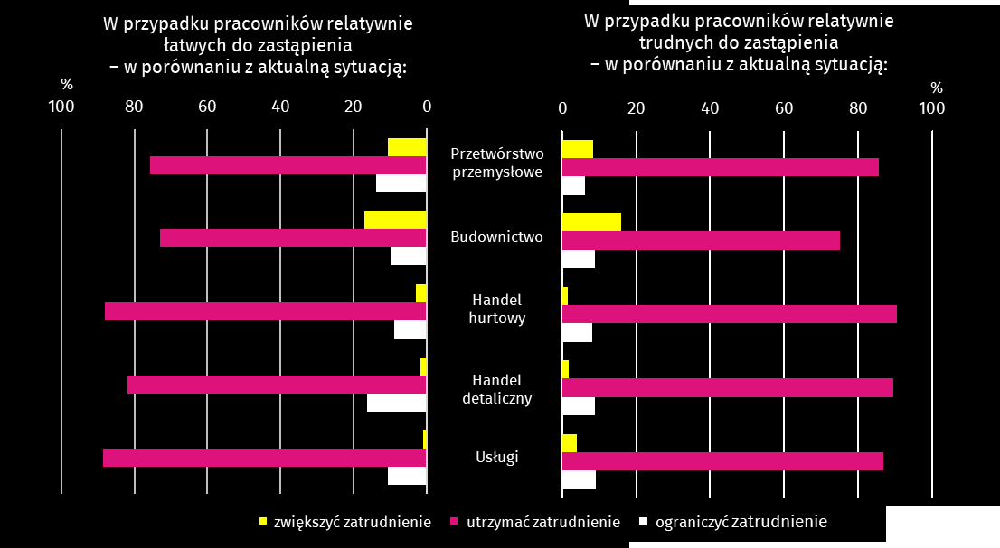 W przypadku pracowników relatywnie
łatwych do zastąpienia
– w porównaniu z aktualną sytuacją:
W przypadku pracowników relatywnie
trudnych do zastąpienia
– w porównaniu z aktualną sytuacją:
%
100 80 60 40 20 0
%
0 20 40 60 80 100
Przetwórstwo
przemysłowe
Budownictwo
Handel
hurtowy
Handel
detaliczny
Usługi
zwiększyć zatrudnienie utrzymać zatrudnienie ograniczyć zatrudnienie